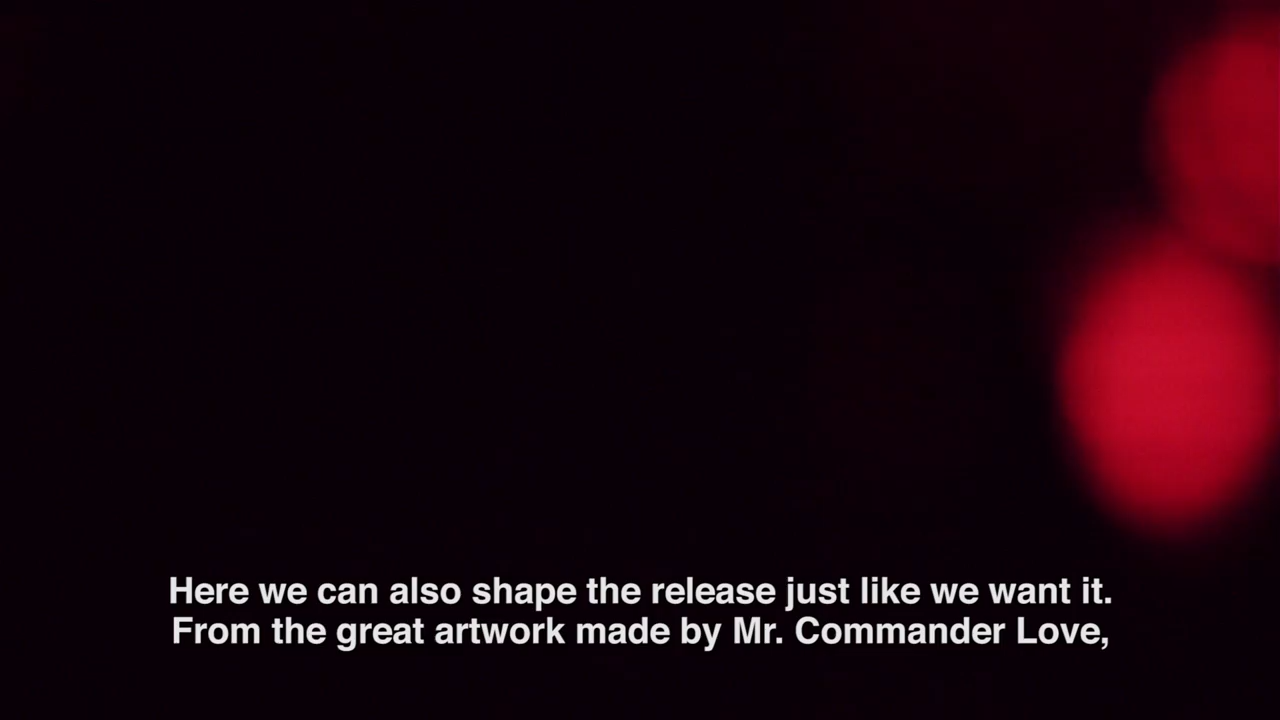 Here we can also shape the release just like we want it.
From the great artwork made by Mr. Commander Love,